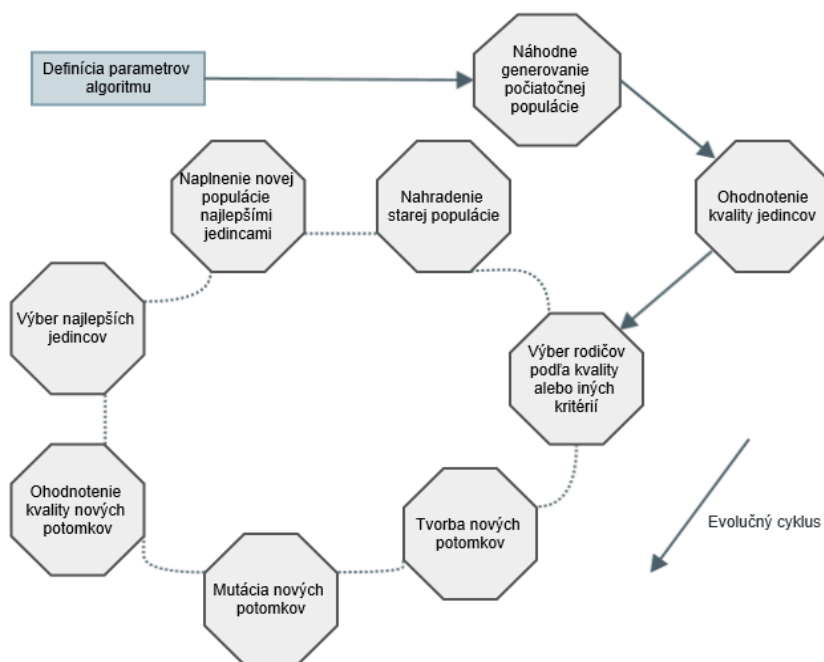 Definícia parametrov
algoritmu
Náhodne
generovanie
počiatočnej
populácie
Ohodnotenie
kvality jedincov
Výber rodičov
podľa kvality
alebo iných
kritérií
Tvorba nových
potomkov
Mutácia nových
potomkov
Ohodnotenie
kvality nových
potomkov
Výber najlepších
jedincov
Naplnenie novej
populácie
najlepšími
jedincami
Nahradenie
starej populácie
Evolučný cyklus